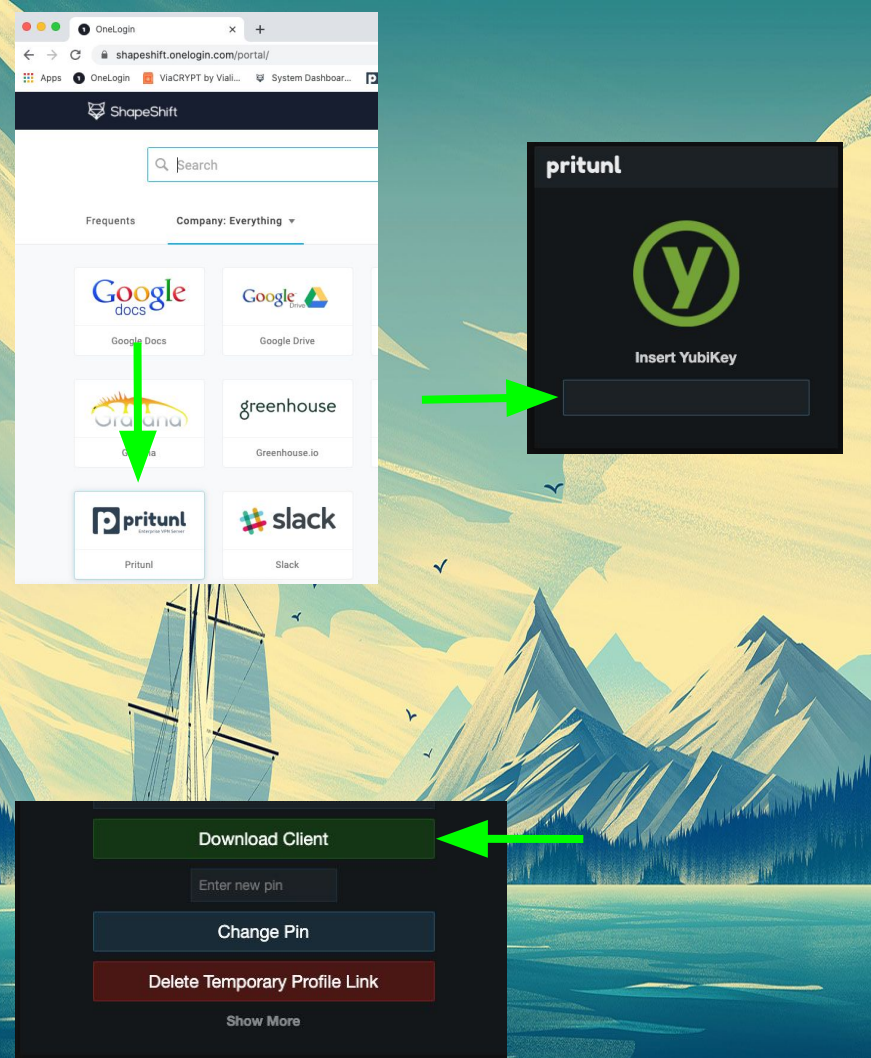 OneLogin
shapeshift.onelogin.com/portal/
Apps OneLogin ViaCRYPT by Viali... System Dashboar...
ShapeShift
Search
Frequents Company: Everything
Google docs
Google Drive
Google Docs
Google Drive
Grafana
greenhouse
Greenhouse.io
pritunl
Enterprise VPN Server
slack
Pritunl
Slack
pritunl
y
Insert YubiKey
Download Client
Enter new pin
Change Pin
Delete Temporary Profile Link
Show More